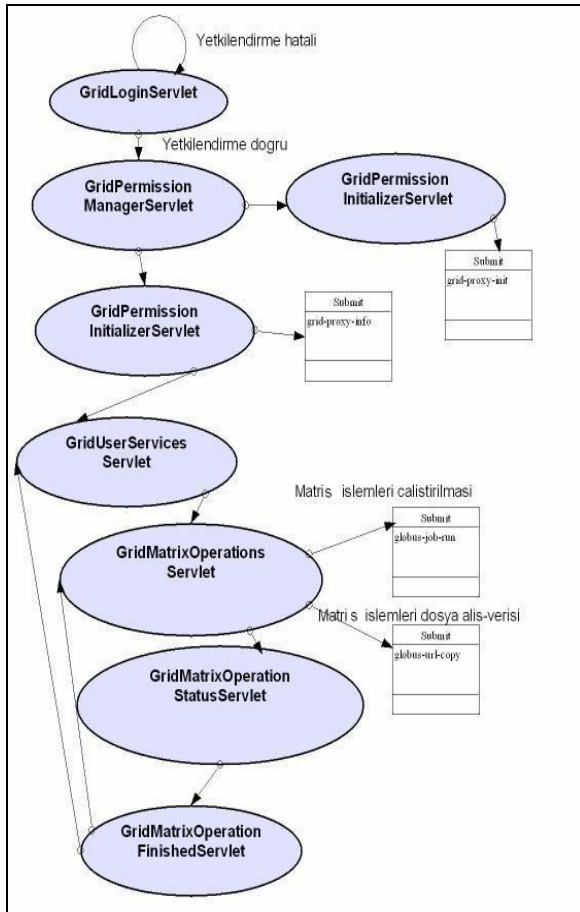 Yetkilendirme hatali
GridLoginServlet
Yetkilendirme dogru
GridPermission
ManagerServlet
GridPermission
InitializerServlet
Submit
grid-proxy-init
GridPermission
InitializerServlet
Submit
grid-proxy-info
GridUserServices
Servlet
Matris islemleri calistirilmasi
Submit
globus-job-run
GridMatrixOperations
Servlet
Matri s islemleri dosya alis-verisi
Submit
globus-url-copy
GridMatrixOperation
StatusServlet
GridMatrixOperation
FinishedServlet